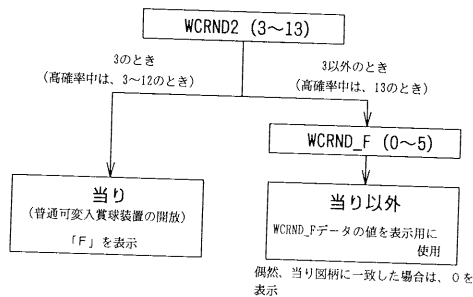 WCRND2 (3～13)
3のとき
(高確率中は、3～12のとき)
3以外のとき
(高確率中は、13のとき)
WCRND_F (0～5)
当り
(普通可変入賞球装置の開放)
「F」を表示
当り以外
WCRND_Fデータの値を表示用に
使用
偶然、当り図柄に一致した場合は、0を
表示